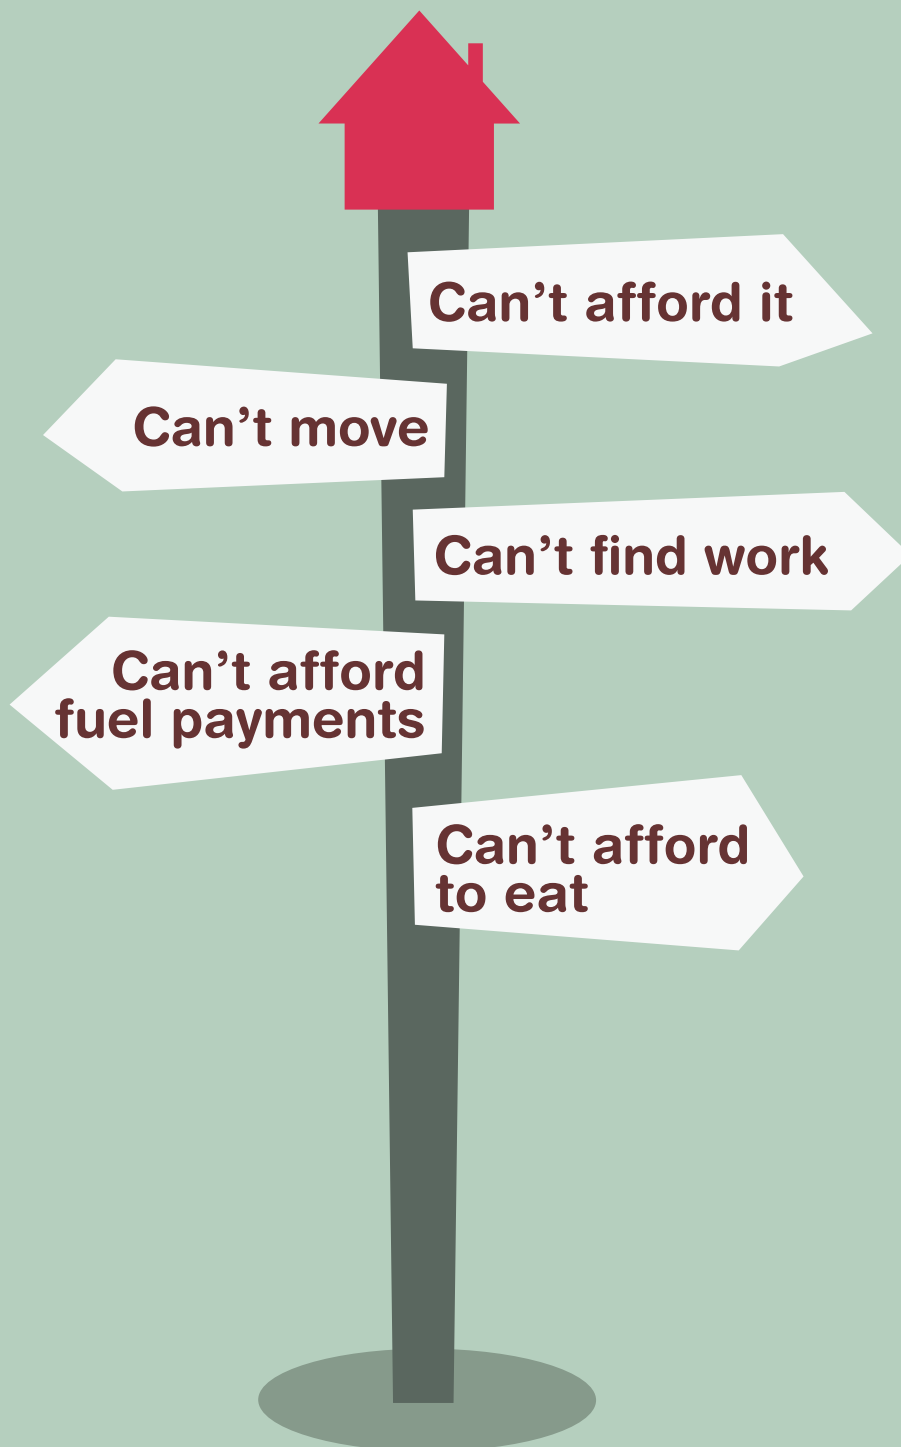 Can’t afford it
Can’t move
Can’t find work
Can’t afford
fuel payments
Can’t afford
to eat